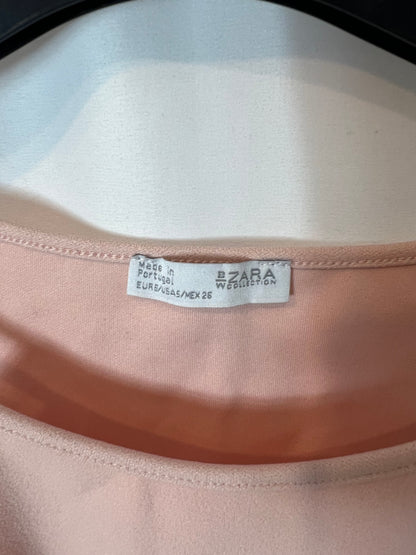 Made in
Portugal
EUR S/USA S/MEX 26
B/W ZARA
COLLECTION